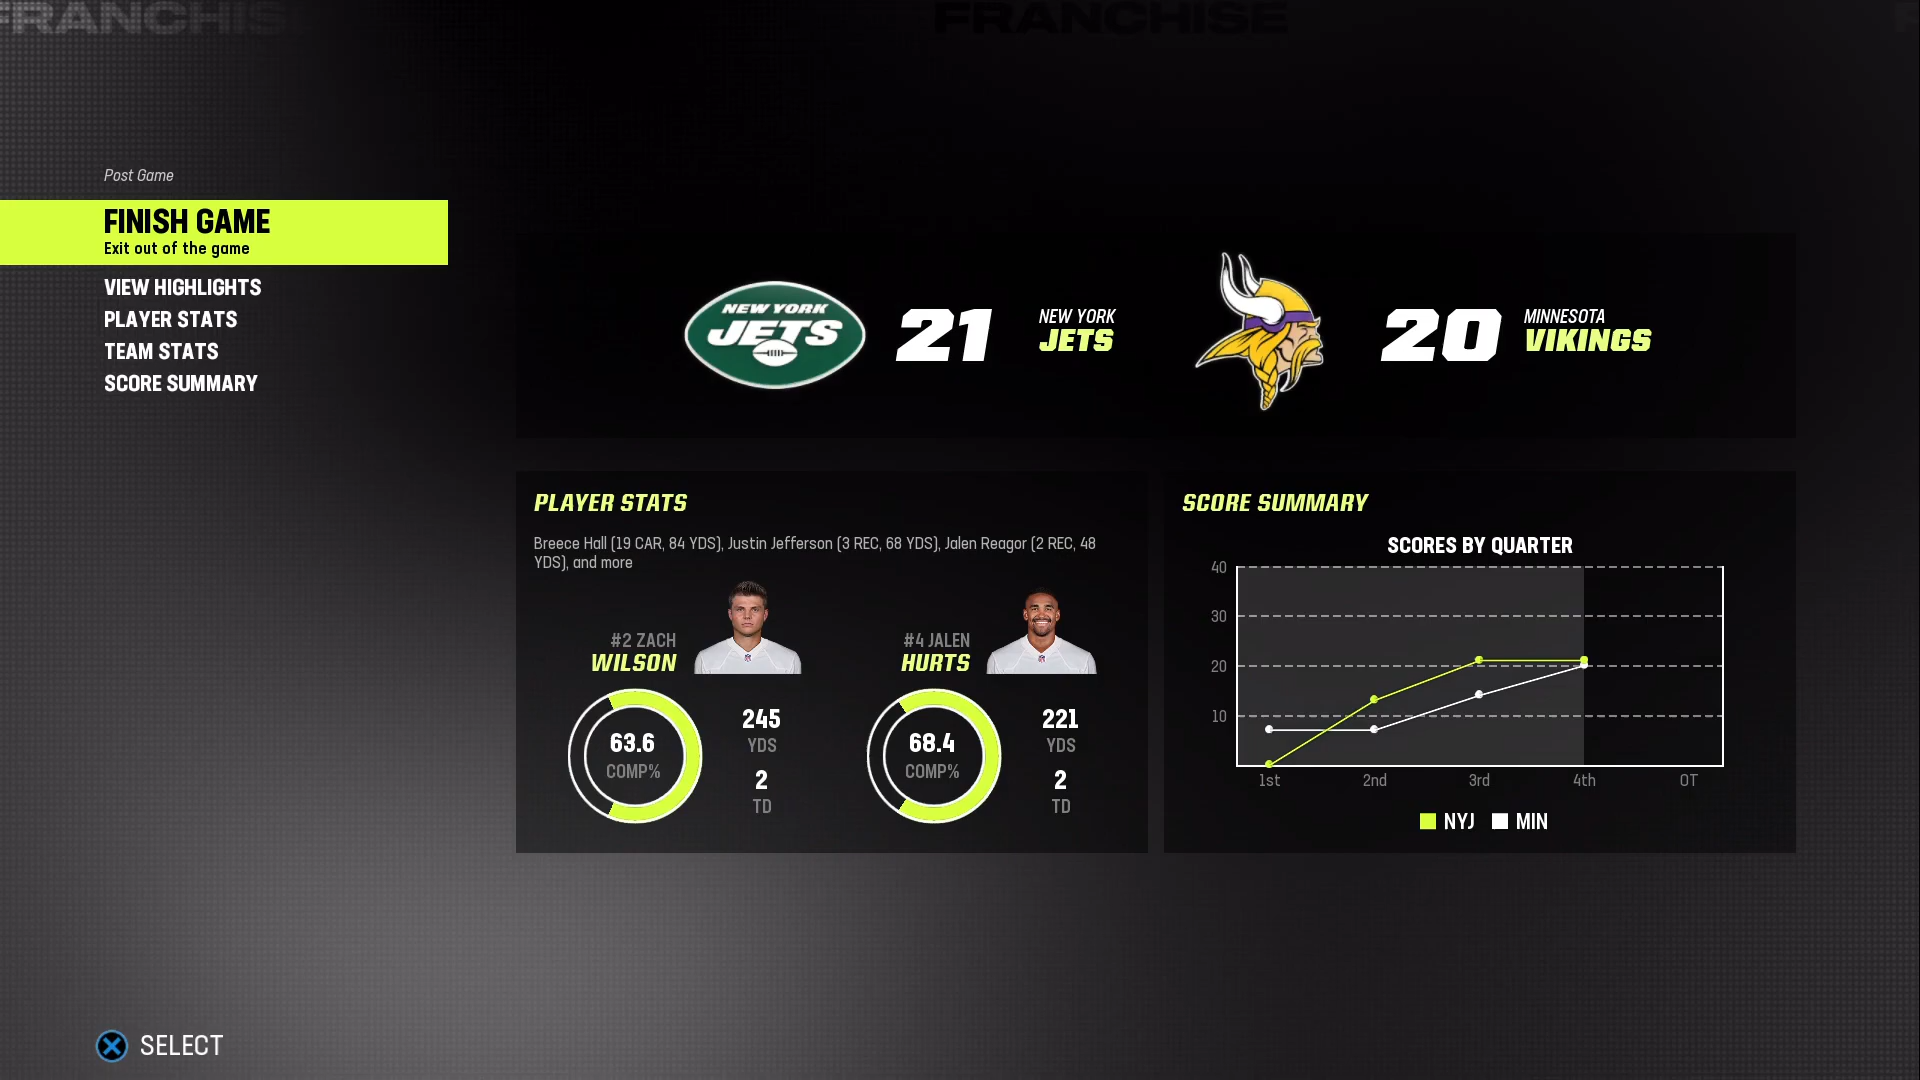 FRANCHISE
FRANCHISE
Post Game
FINISH GAME
Exit out of the game
VIEW HIGHLIGHTS
PLAYER STATS
TEAM STATS
SCORE SUMMARY
NEW YORK
JETS
21
NEW YORK
JETS
20
MINNESOTA
VIKINGS
PLAYER STATS
Breece Hall (19 CAR, 84 YDS), Justin Jefferson (3 REC, 68 YDS), Jalen Reagor (2 REC, 48
YDS), and more
#2 ZACH
WILSON
63.6
COMP%
245
YDS
2
TD
#4 JALEN
HURTS
68.4
COMP%
221
YDS
2
TD
SCORE SUMMARY
SCORES BY QUARTER
40
30
20
10
1st 2nd 3rd 4th OT
NYJ MIN
SELECT